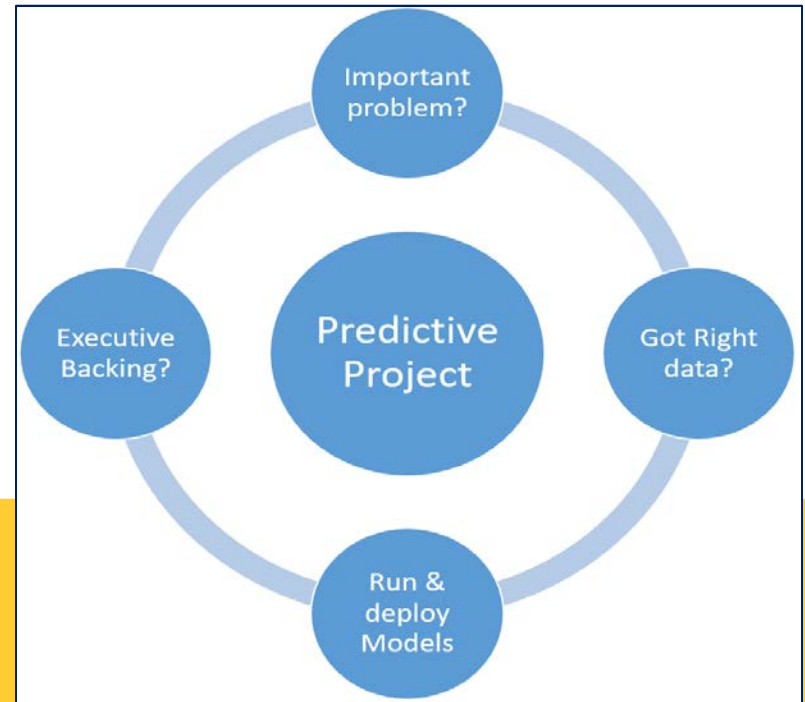 Important
problem?
Executive
Backing?
Predictive
Project
Got Right
data?
Run &
deploy
Models